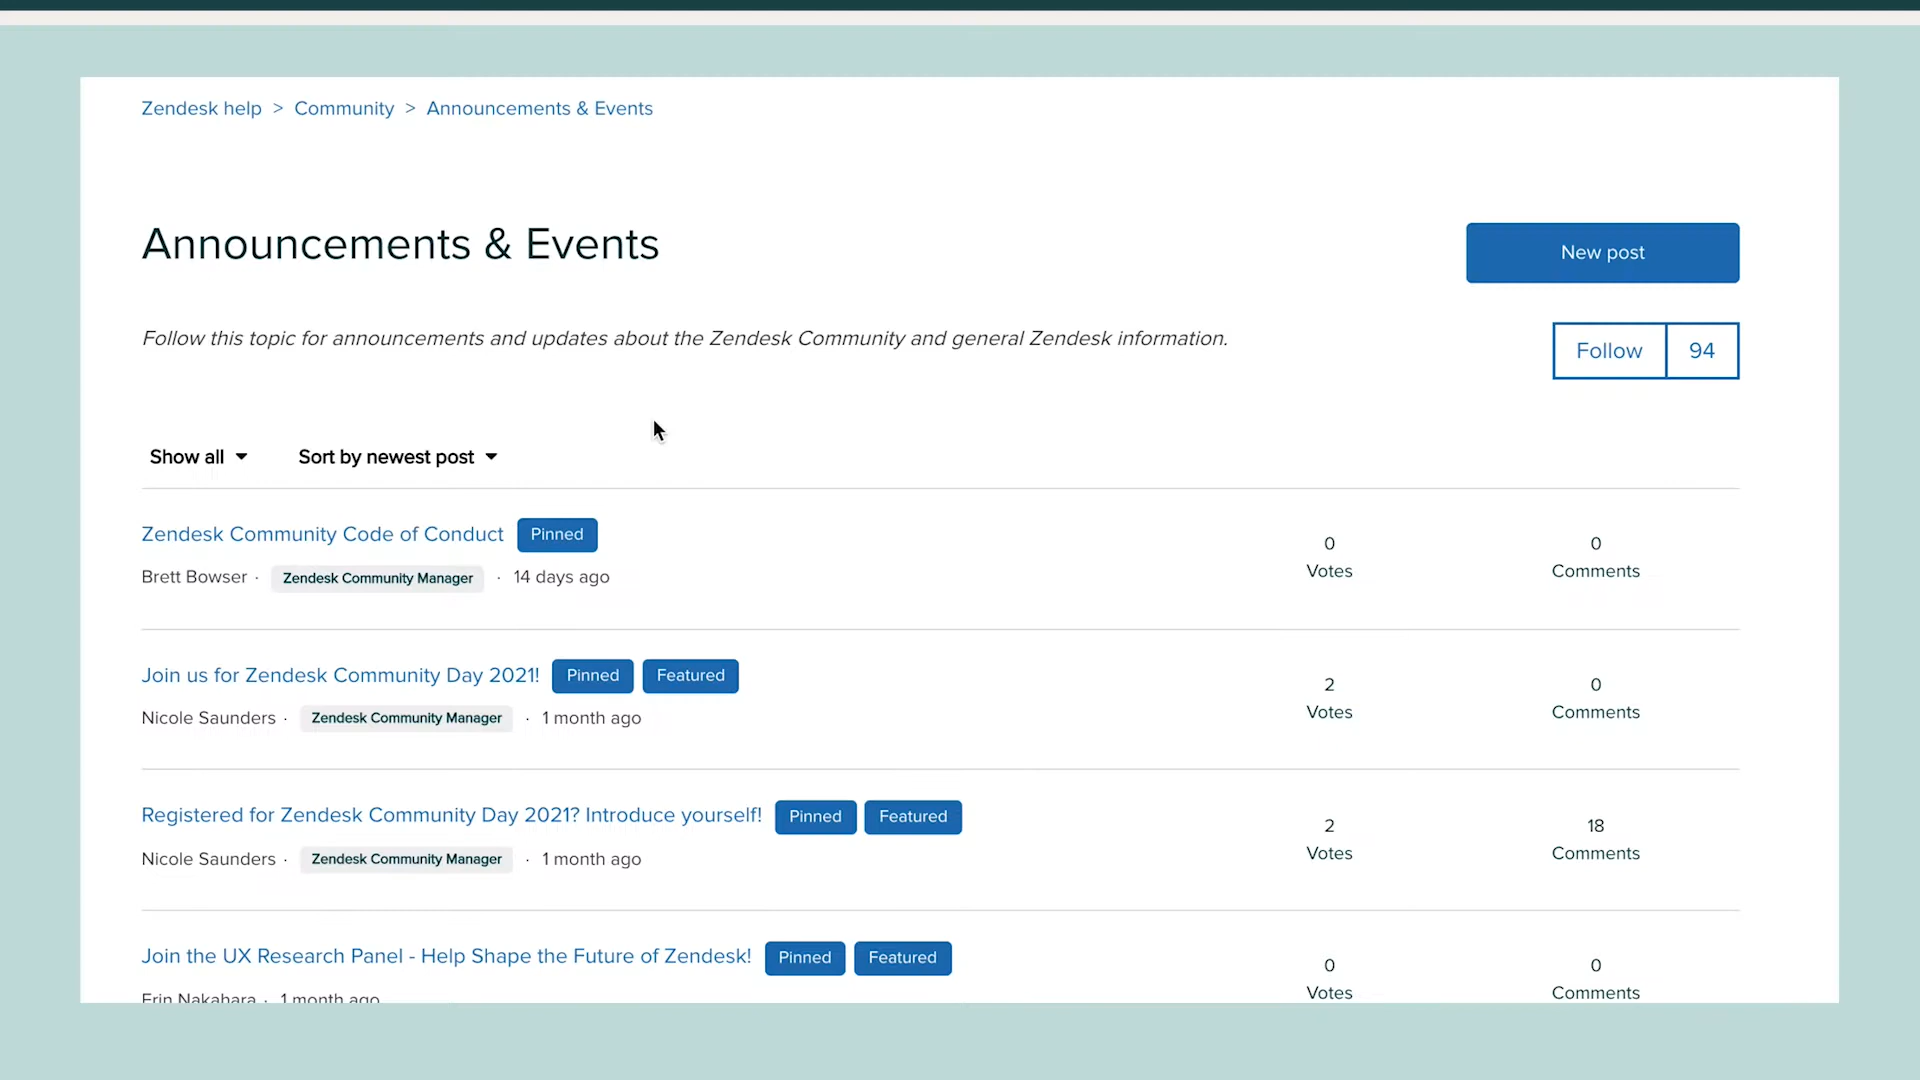 Zendesk help > Community > Announcements & Events
Announcements & Events
New post
Follow this topic for announcements and updates about the Zendesk Community and general Zendesk information.
Follow 94
Show all Sort by newest post
Zendesk Community Code of Conduct Pinned
Brett Bowser · Zendesk Community Manager · 14 days ago
0 Votes
0 Comments
Join us for Zendesk Community Day 2021! Pinned Featured
Nicole Saunders · Zendesk Community Manager · 1 month ago
2 Votes
0 Comments
Registered for Zendesk Community Day 2021? Introduce yourself! Pinned Featured
Nicole Saunders · Zendesk Community Manager · 1 month ago
2 Votes
18 Comments
Join the UX Research Panel - Help Shape the Future of Zendesk! Pinned Featured
Erin Nakahara · 1 month ago
0 Votes
0 Comments